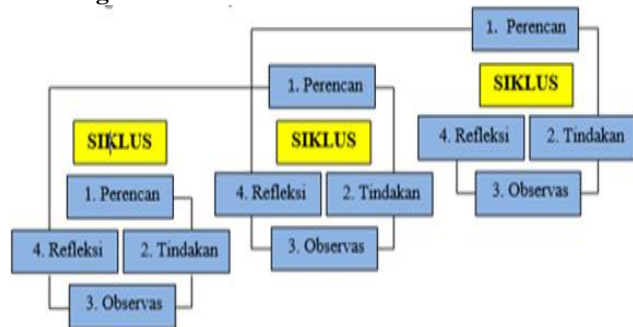 1. Perencan
SIKLUS
4. Refleksi
2. Tindakan
3. Observas
1. Perencan
SIKLUS
4. Refleksi
2. Tindakan
3. Observas
SIKLUS
1. Perencan
4. Refleksi
2. Tindakan
3. Observas